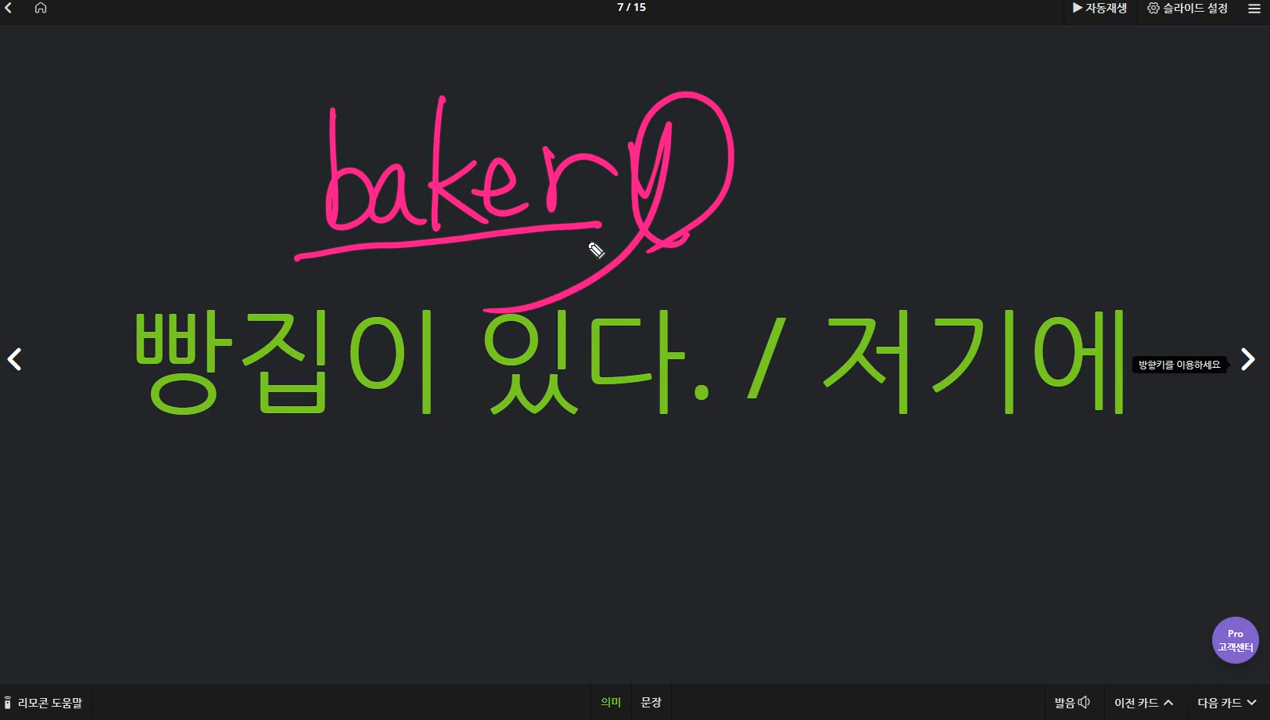 7 / 15
자동재생
슬라이드 설정
bakery
빵집이 있다. / 저기에
방향키를 이용하세요
Pro
고객센터
리모콘 도움말
의미
문장
발음
이전 카드
다음 카드